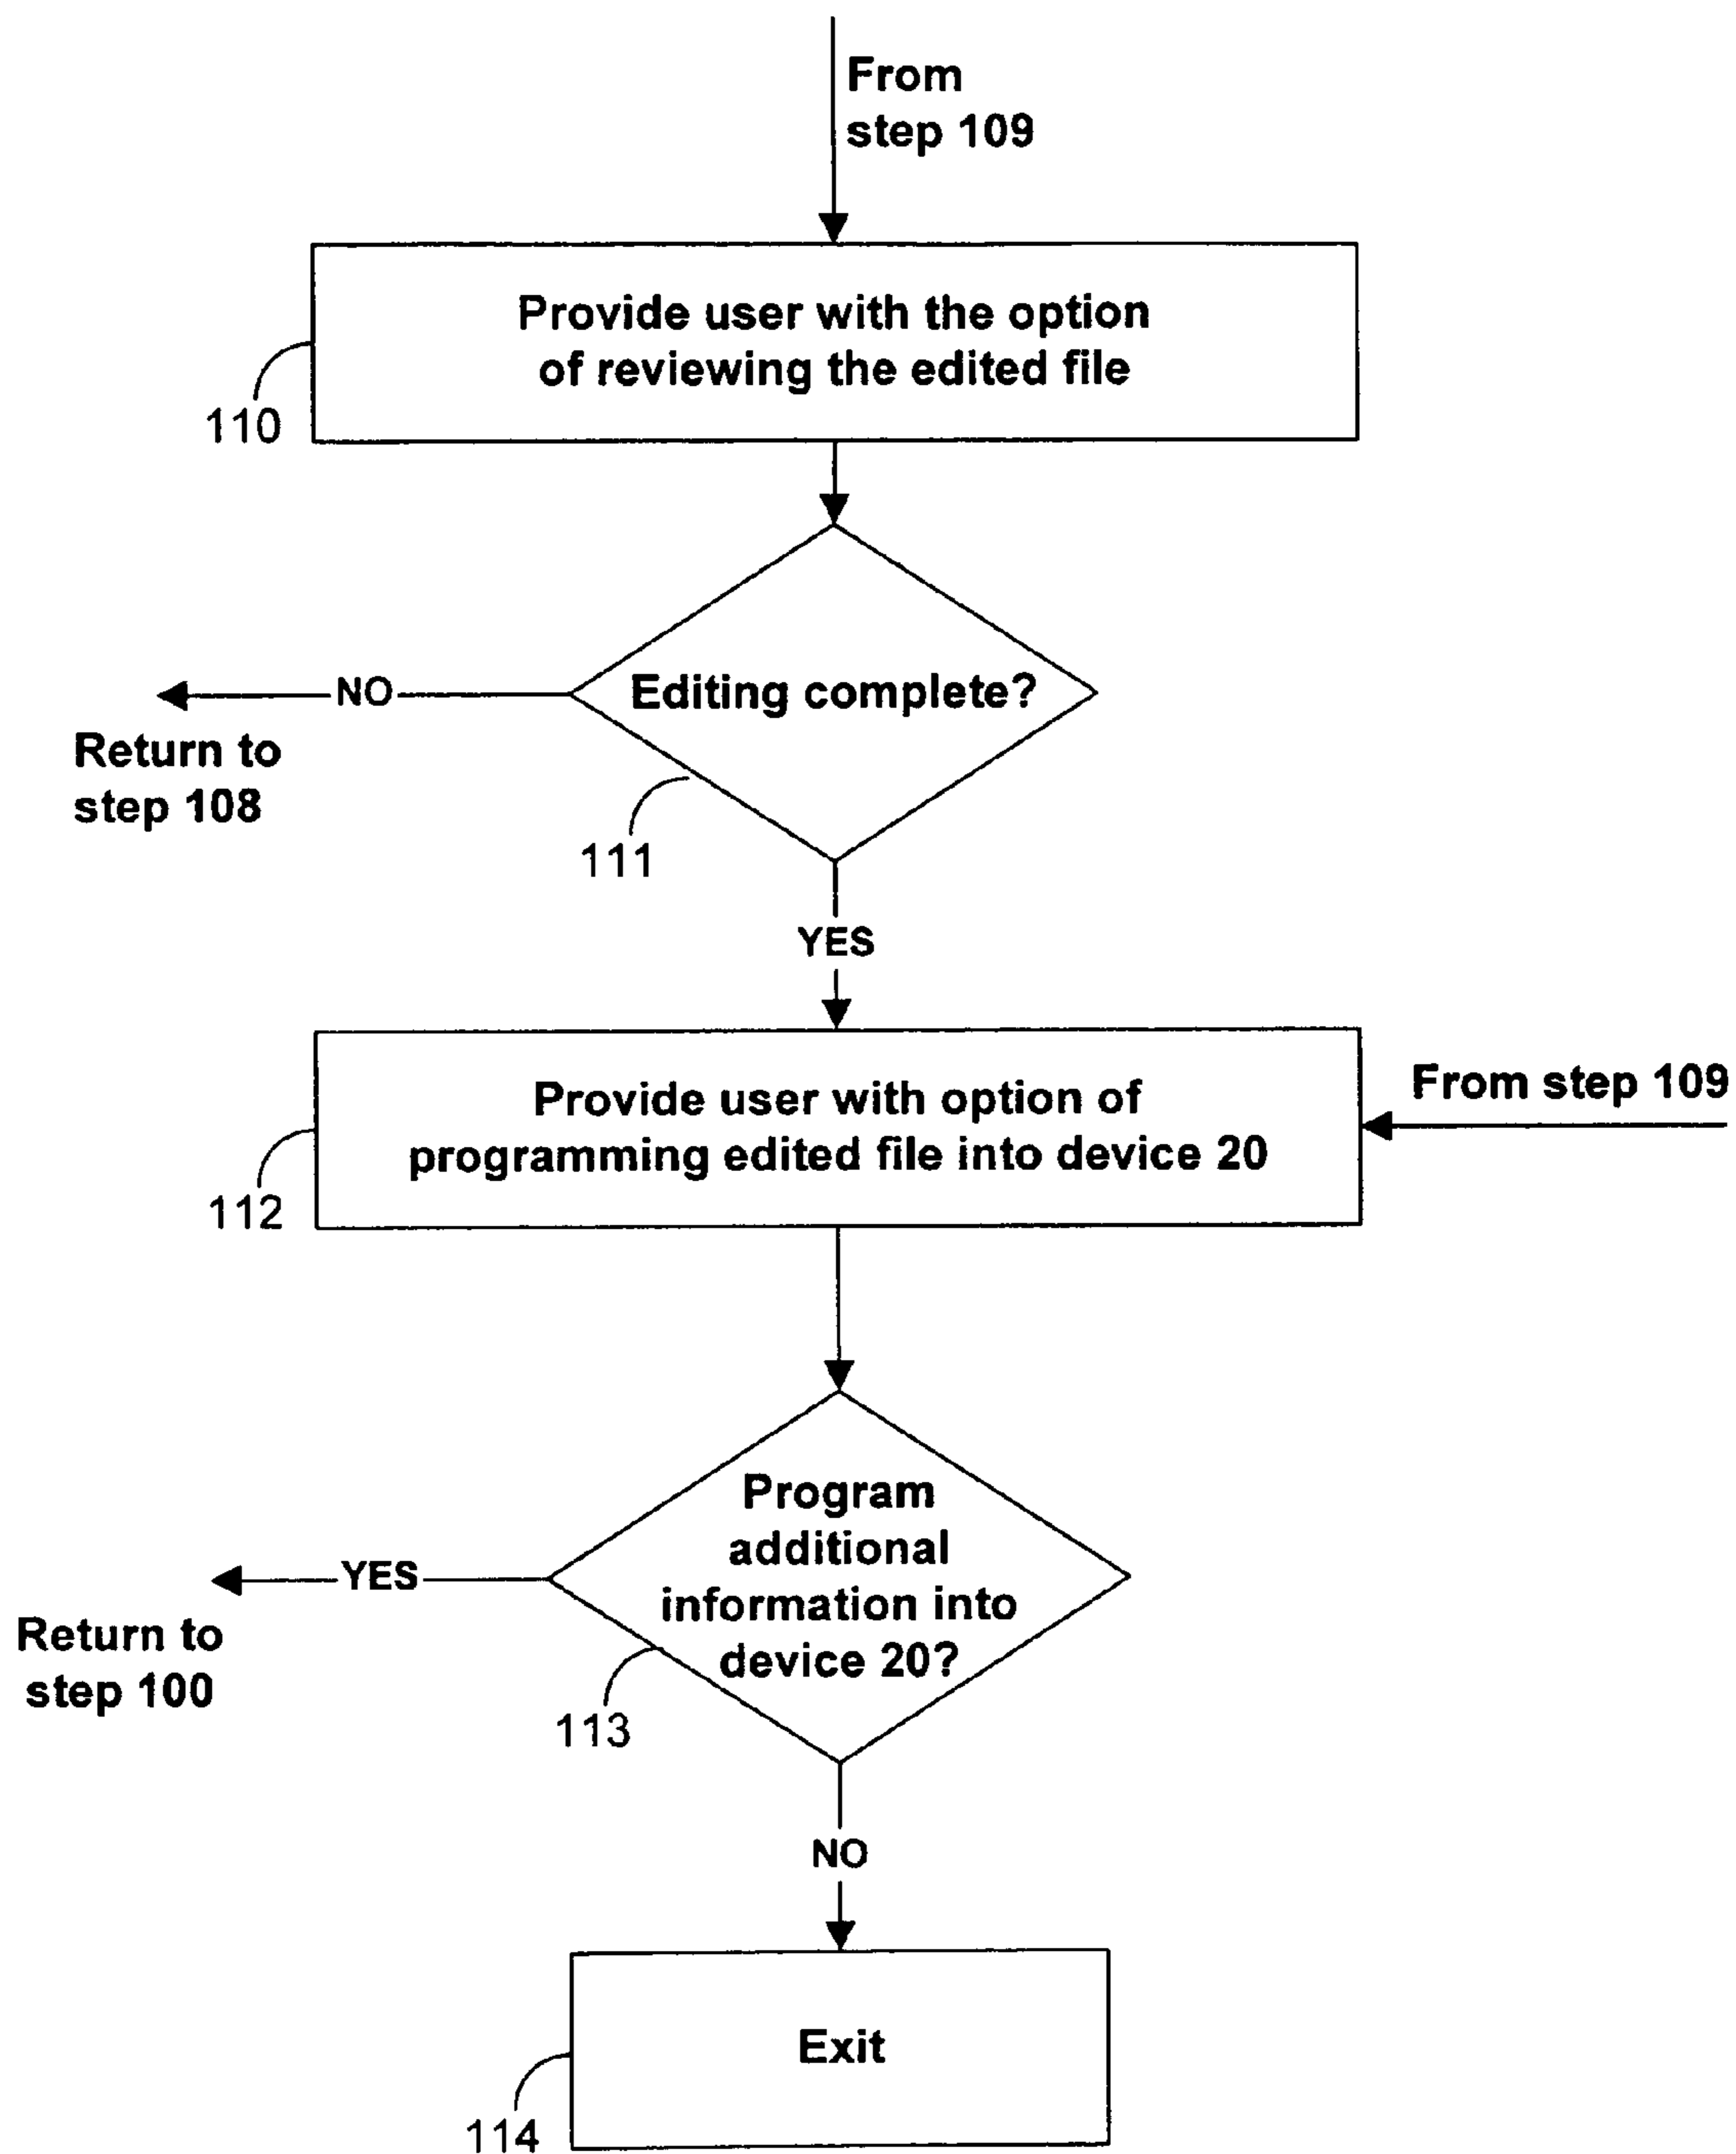 From
step 109
Provide user with the option
of reviewing the edited file
110
Editing complete?
NO
Return to
step 108
111
YES
Provide user with option of
programming edited file into device 20
From step 109
112
Program
additional
information into
device 20?
YES
Return to
step 100
113
NO
Exit
114